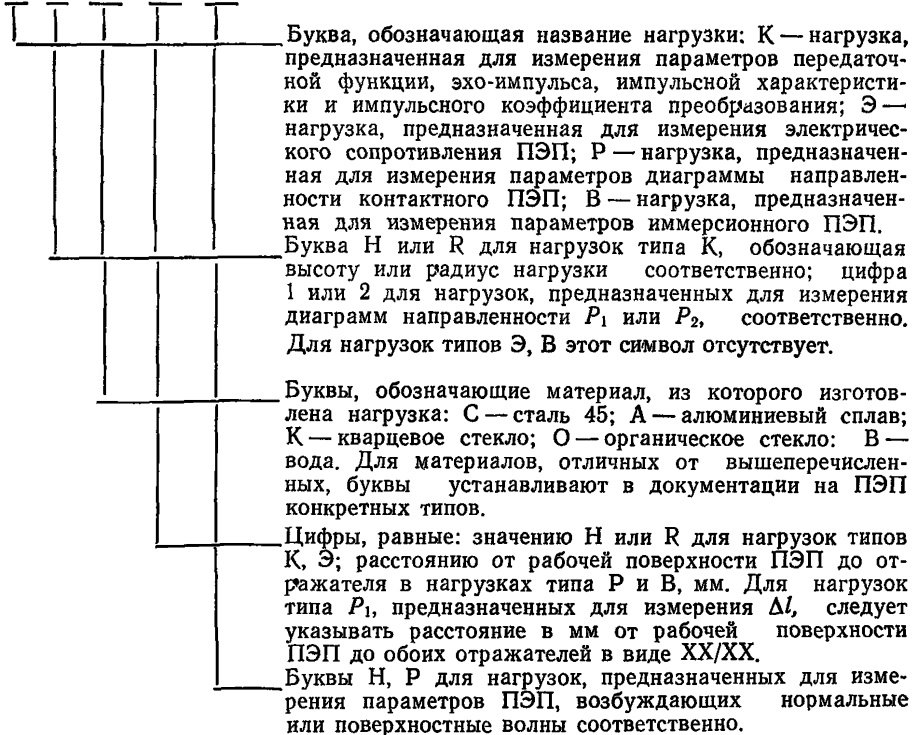 Буква, обозначающая название нагрузки: К — нагрузка,
предназначенная для измерения параметров передаточ-
ной функции, эхо-импульса, импульсной характеристи-
ки и импульсного коэффициента преобразования; Э —
нагрузка, предназначенная для измерения электричес-
кого сопротивления ПЭП; Р — нагрузка, предназначен-
ная для измерения параметров диаграммы направлен-
ности контактного ПЭП; В — нагрузка, предназначен-
ная для измерения параметров иммерсионного ПЭП.
Буква Н или R для нагрузок типа К, обозначающая
высоту или радиус нагрузки соответственно; цифра
1 или 2 для нагрузок, предназначенных для измерения
диаграмм направленности P₁ или P₂, соответственно.
Для нагрузок типов Э, В этот символ отсутствует.
Буквы, обозначающие материал, из которого изготов-
лена нагрузка: С — сталь 45; А — алюминиевый сплав;
К — кварцевое стекло; О — органическое стекло: В —
вода. Для материалов, отличных от вышеперечислен-
ных, буквы устанавливают в документации на ПЭП
конкретных типов.
Цифры, равные: значению Н или R для нагрузок типов
К, Э; расстоянию от рабочей поверхности ПЭП до от-
ражателя в нагрузках типа Р и В, мм. Для нагрузок
типа P₁, предназначенных для измерения Δl, следует
указывать расстояние в мм от рабочей поверхности
ПЭП до обоих отражателей в виде XX/XX.
Буквы Н, Р для нагрузок, предназначенных для изме-
рения параметров ПЭП, возбуждающих нормальные
или поверхностные волны соответственно.